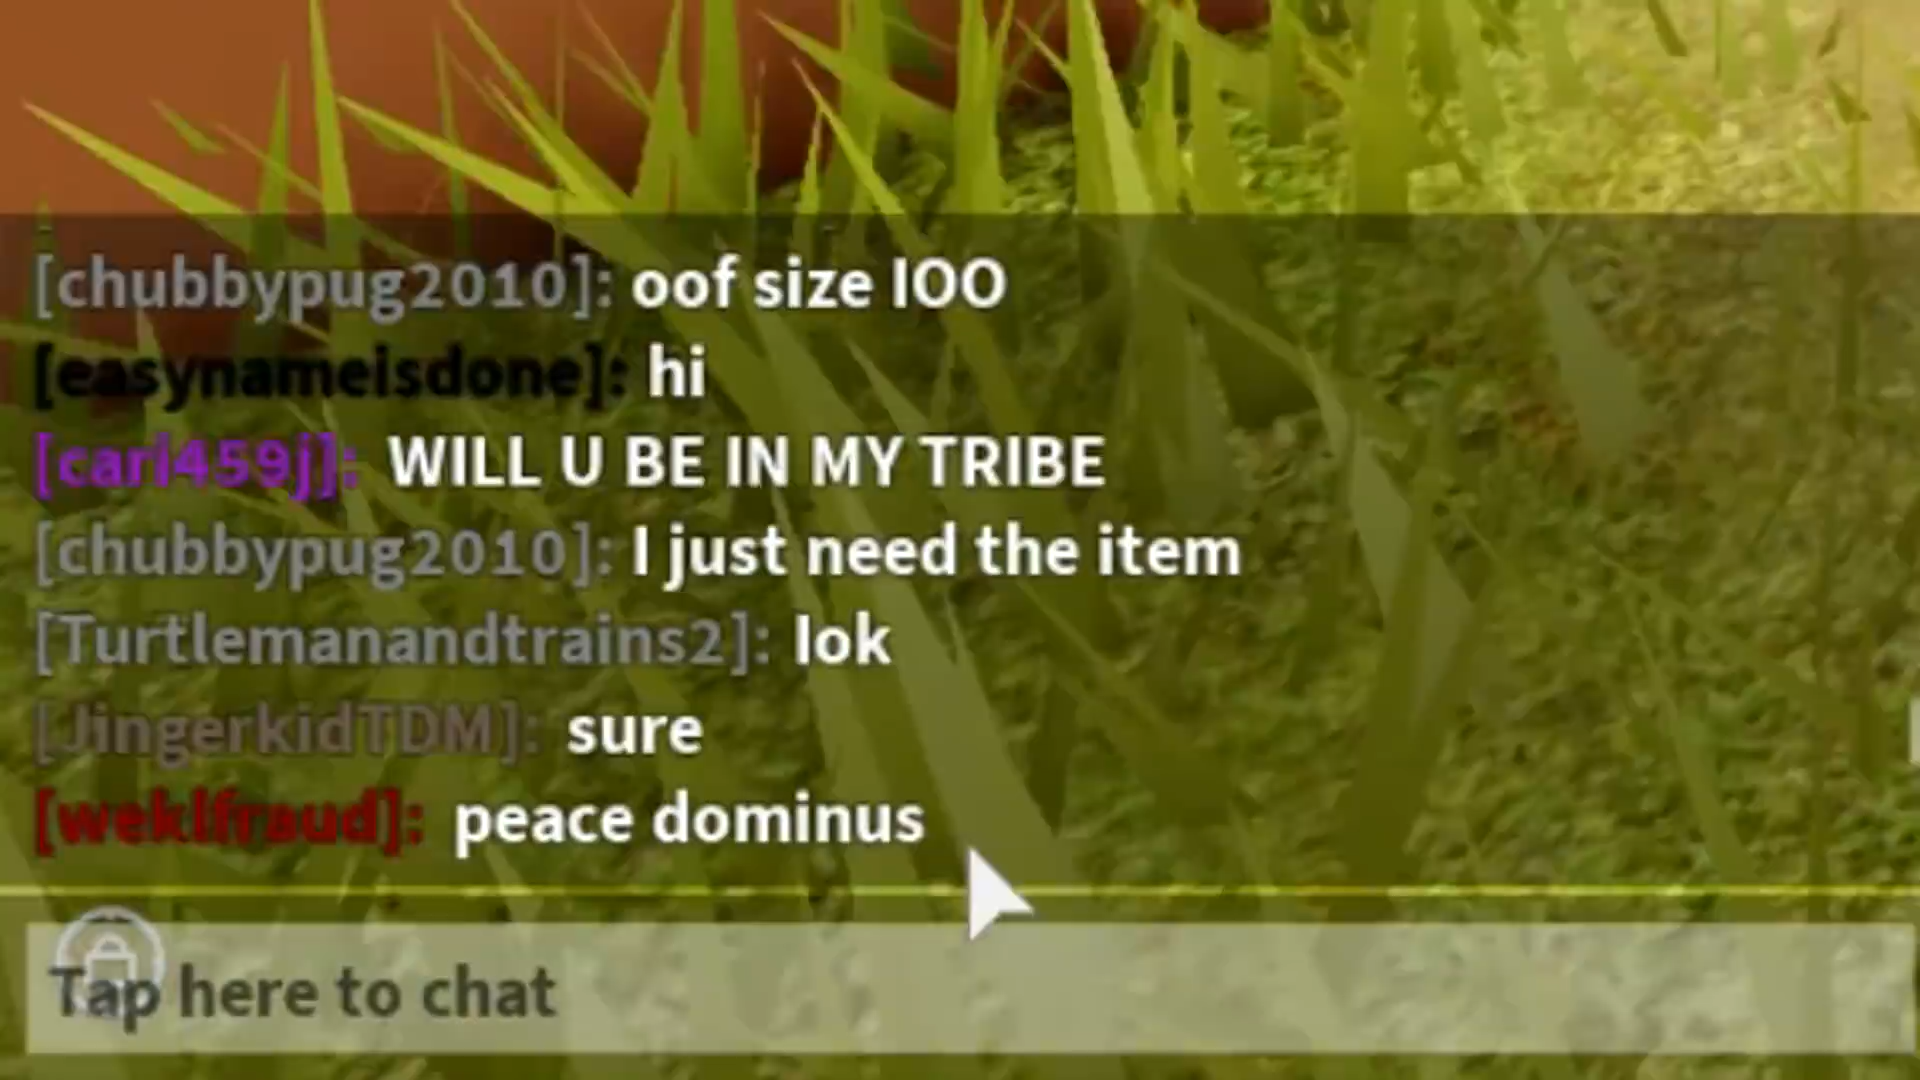 [chubbypug2010]: oof size IOO
[easynameisdone]: hi
[carl459j]: WILL U BE IN MY TRIBE
[chubbypug2010]: I just need the item
[Turtlemanandtrains2]: lok
[JingerkidTDM]: sure
[weklfraud]: peace dominus
Tap here to chat